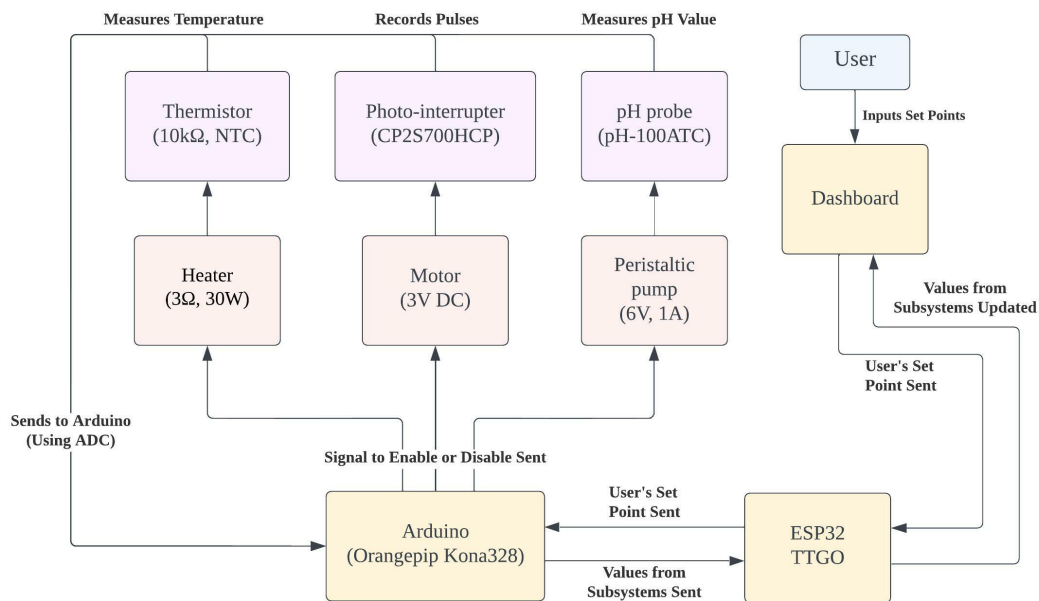 Measures Temperature
Records Pulses
Measures pH Value
Thermistor
(10kΩ, NTC)
Photo-interrupter
(CP2S700HCP)
pH probe
(pH-100ATC)
User
Inputs Set Points
Dashboard
Heater
(3Ω, 30W)
Motor
(3V DC)
Peristaltic
pump
(6V, 1A)
Values from
Subsystems Updated
User's Set
Point Sent
Sends to Arduino
(Using ADC)
Signal to Enable or Disable Sent
Arduino
(Orangepip Kona328)
User's Set
Point Sent
Values from
Subsystems Sent
ESP32
TTGO